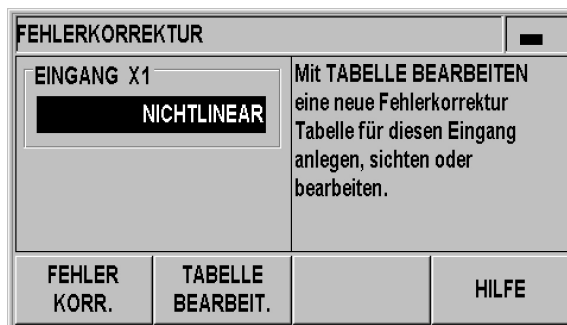 FEHLERKORREKTUR
EINGANG X1
NICHTLINEAR
Mit TABELLE BEARBEITEN
eine neue Fehlerkorrektur
Tabelle für diesen Eingang
anlegen, sichten oder
bearbeiten.
FEHLER
KORR.
TABELLE
BEARBEIT.
HILFE